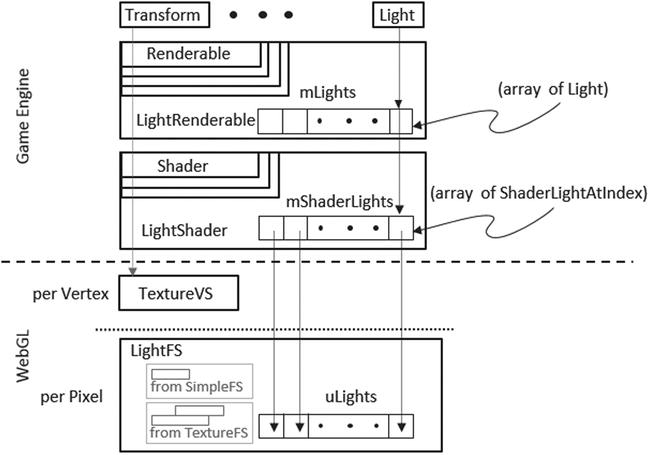 Transform
Light
Renderable
mLights
(array of Light)
LightRenderable
Game Engine
Shader
mShaderLights
(array of ShaderLightAtIndex)
LightShader
per Vertex
TextureVS
WebGL
LightFS
from SimpleFS
per Pixel
uLights
from TextureFS